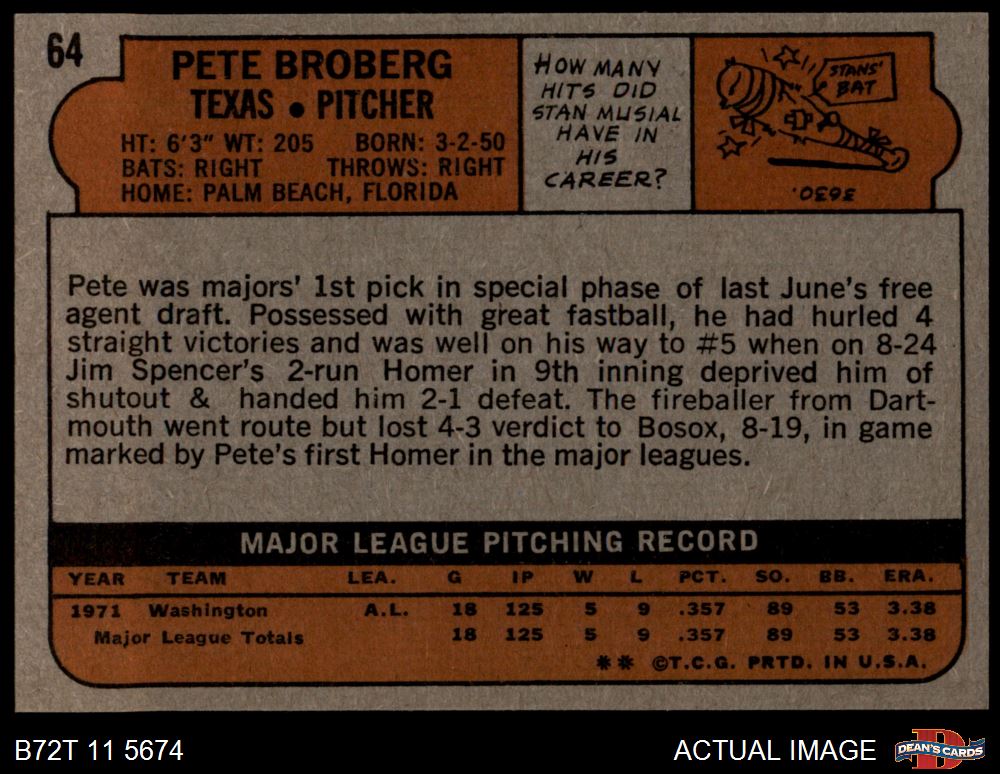 64
PETE BROBERG
TEXAS • PITCHER
HT: 6'3" WT: 205 BORN: 3-2-50
BATS: RIGHT THROWS: RIGHT
HOME: PALM BEACH, FLORIDA
HOW MANY
HITS DID
STAN MUSIAL
HAVE IN
HIS
CAREER?
STANS'
BAT
3630.
Pete was majors' 1st pick in special phase of last June's free
agent draft. Possessed with great fastball, he had hurled 4
straight victories and was well on his way to #5 when on 8-24
Jim Spencer's 2-run Homer in 9th inning deprived him of
shutout & handed him 2-1 defeat. The fireballer from Dart-
mouth went route but lost 4-3 verdict to Bosox, 8-19, in game
marked by Pete's first Homer in the major leagues.
MAJOR LEAGUE PITCHING RECORD
YEAR TEAM LEA. G IP W L PCT. SO. BB. ERA.
1971 Washington A.L. 18 125 5 9 .357 89 53 3.38
Major League Totals 18 125 5 9 .357 89 53 3.38
** ©T.C.G. PRTD. IN U.S.A.
B72T 11 5674 ACTUAL IMAGE DEAN'S CARDS